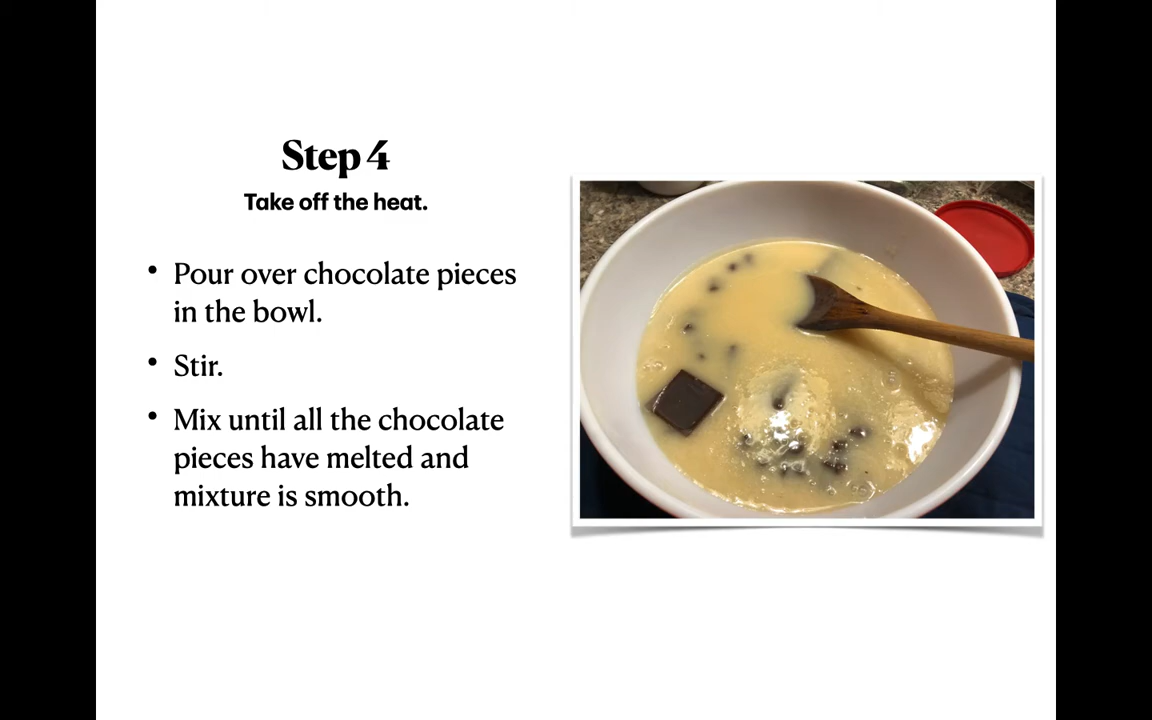 Step 4
Take off the heat.
• Pour over chocolate pieces
in the bowl.
• Stir.
• Mix until all the chocolate
pieces have melted and
mixture is smooth.